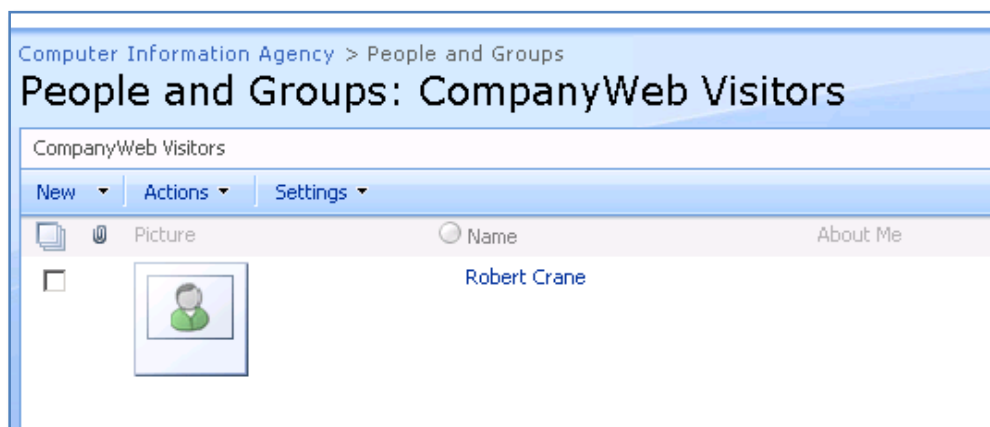 Computer Information Agency > People and Groups
People and Groups: CompanyWeb Visitors
CompanyWeb Visitors
New Actions Settings
Picture Name About Me
Robert Crane